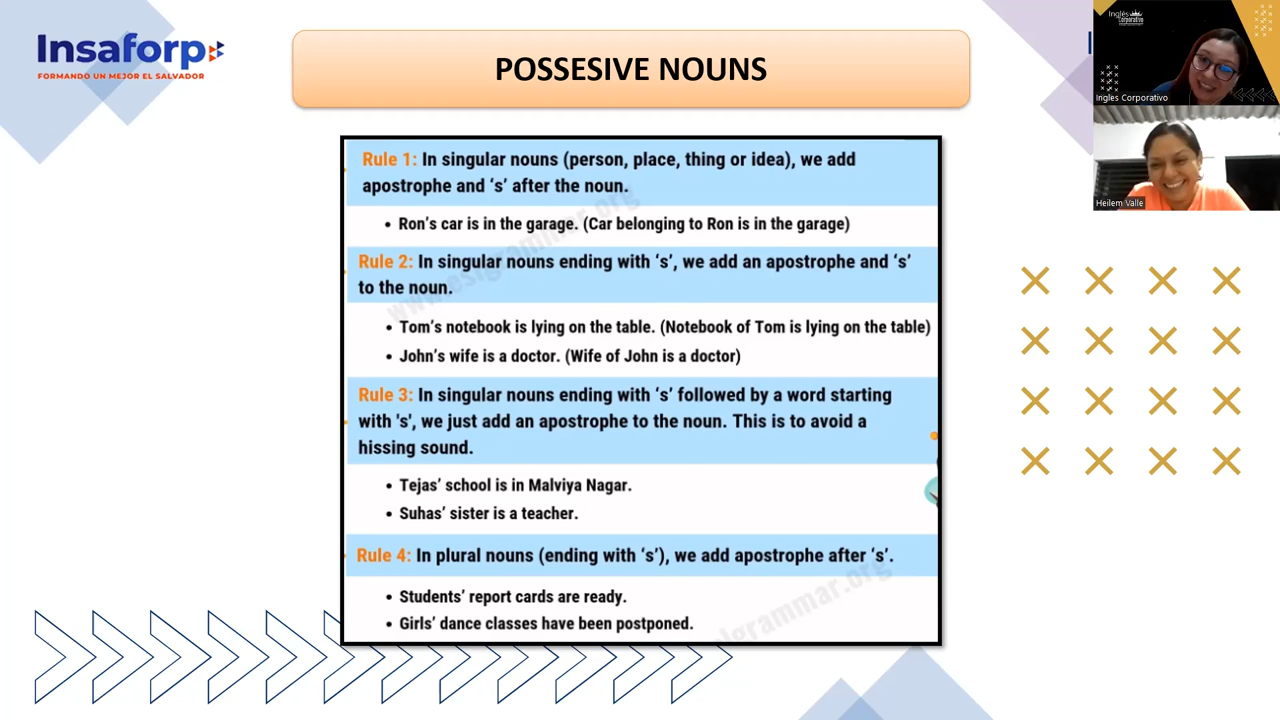 Insaforp
FORMANDO UN MEJOR EL SALVADOR
POSSESIVE NOUNS
Inglés
Corporativo
Ingles Corporativo
Heilem Valle
Rule 1: In singular nouns (person, place, thing or idea), we add
apostrophe and ‘s’ after the noun.
• Ron’s car is in the garage. (Car belonging to Ron is in the garage)
Rule 2: In singular nouns ending with ‘s’, we add an apostrophe and ‘s’
to the noun.
• Tom’s notebook is lying on the table. (Notebook of Tom is lying on the table)
• John’s wife is a doctor. (Wife of John is a doctor)
Rule 3: In singular nouns ending with ‘s’ followed by a word starting
with 's', we just add an apostrophe to the noun. This is to avoid a
hissing sound.
• Tejas’ school is in Malviya Nagar.
• Suhas’ sister is a teacher.
Rule 4: In plural nouns (ending with ‘s’), we add apostrophe after ‘s’.
• Students’ report cards are ready.
• Girls’ dance classes have been postponed.